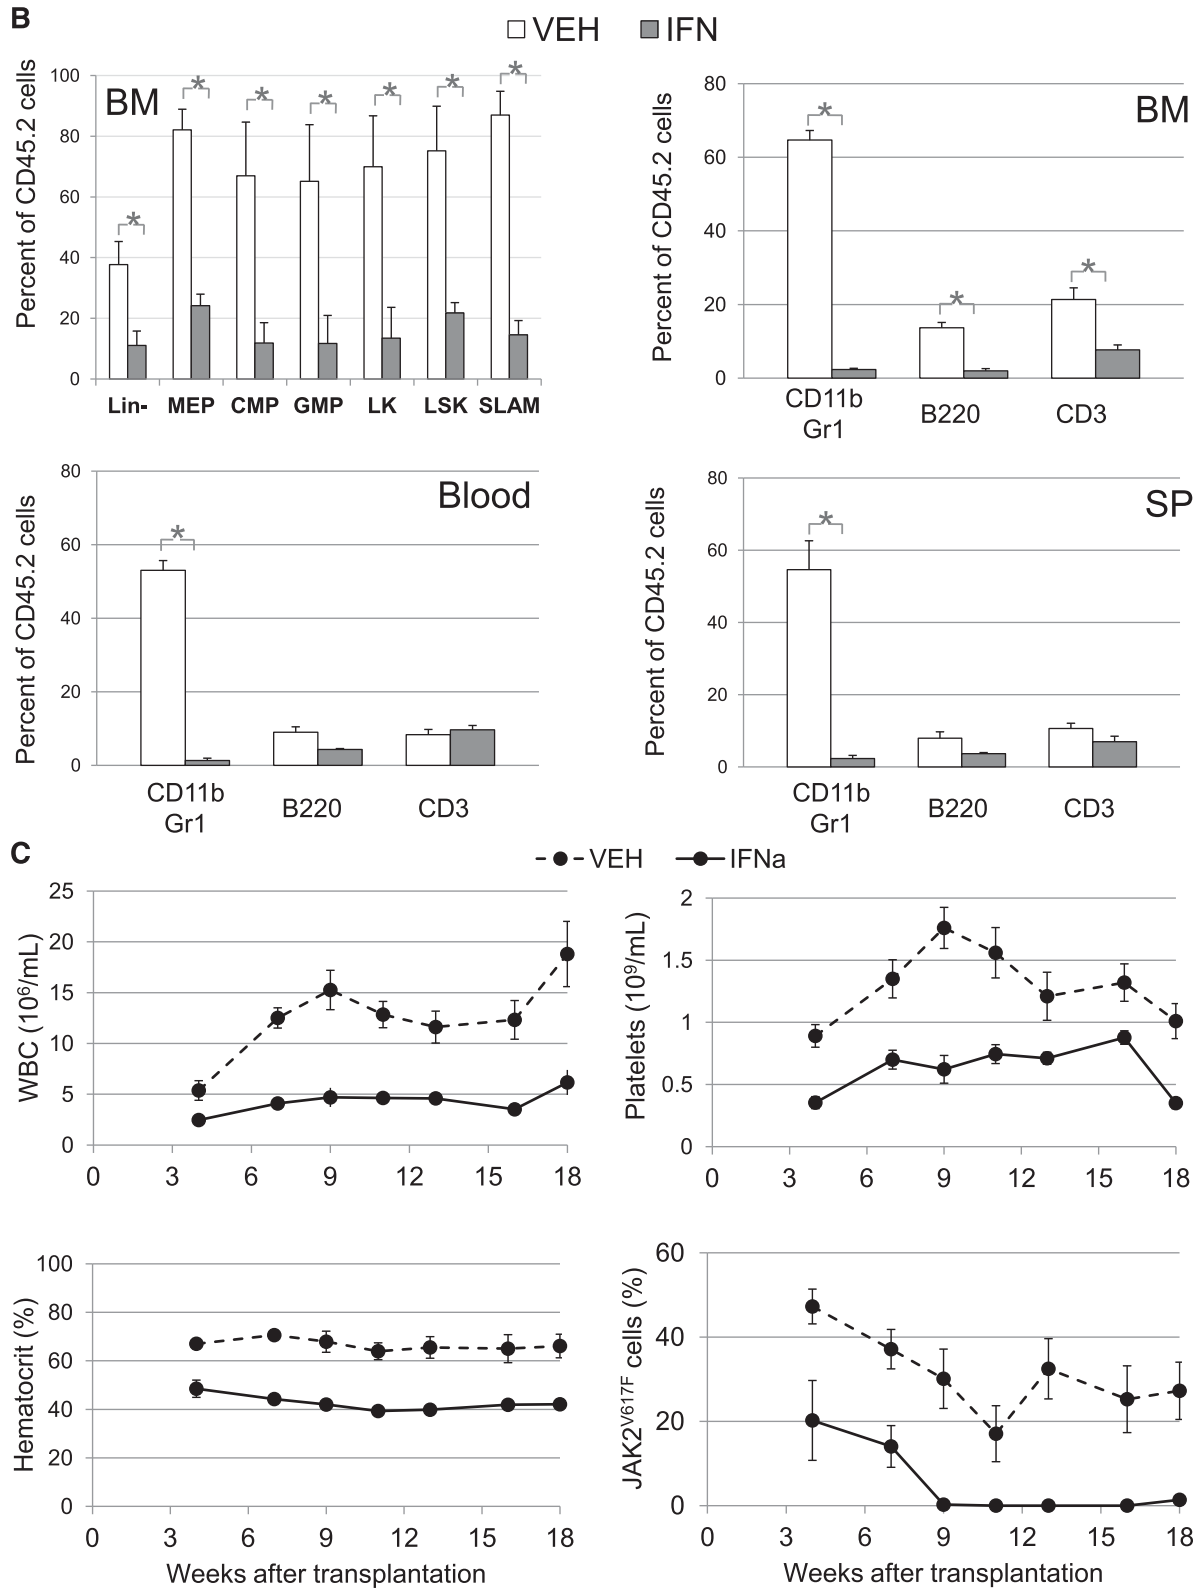 B
VEH IFN
Percent of CD45.2 cells
BM
100
80
60
40
20
0
* * * * * * *
Lin- MEP CMP GMP LK LSK SLAM
Percent of CD45.2 cells
BM
80
60
40
20
0
* * *
CD11b
Gr1
B220
CD3
Percent of CD45.2 cells
Blood
80
60
40
20
0
*
CD11b
Gr1
B220
CD3
Percent of CD45.2 cells
SP
80
60
40
20
0
*
CD11b
Gr1
B220
CD3
C
VEH IFNa
WBC (10⁶/mL)
25
20
15
10
5
0
0 3 6 9 12 15 18
Platelets (10⁹/mL)
2
1.5
1
0.5
0
0 3 6 9 12 15 18
Hematocrit (%)
100
80
60
40
20
0
0 3 6 9 12 15 18
Weeks after transplantation
JAK2V617F cells (%)
60
40
20
0
0 3 6 9 12 15 18
Weeks after transplantation